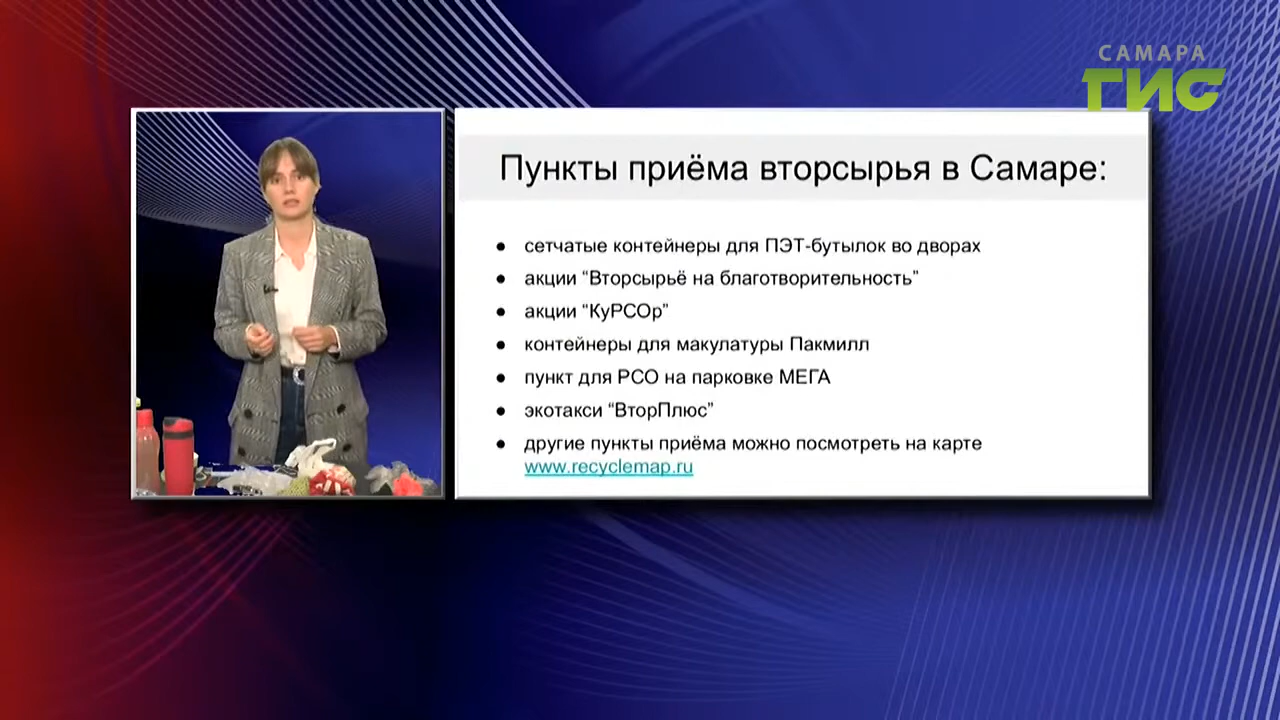 САМАРА
ГИС
Пункты приёма вторсырья в Самаре:
● сетчатые контейнеры для ПЭТ-бутылок во дворах
● акции “Вторсырьё на благотворительность”
● акции “КуРСОр”
● контейнеры для макулатуры Пакмилл
● пункт для РСО на парковке МЕГА
● экотакси “ВторПлюс”
● другие пункты приёма можно посмотреть на карте
www.recyclemap.ru